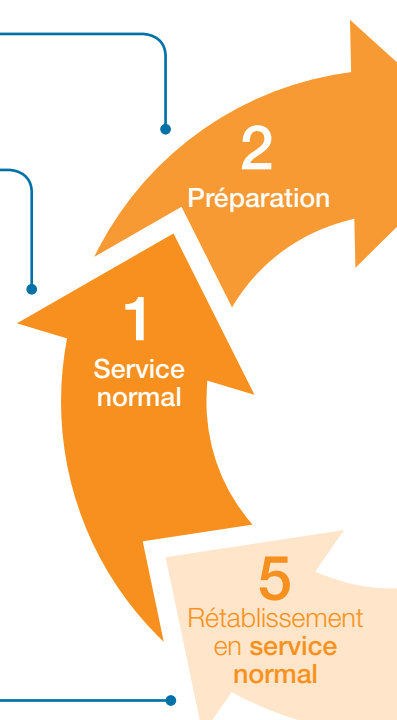 2
Préparation
1
Service
normal
5
Rétablissement
en service
normal